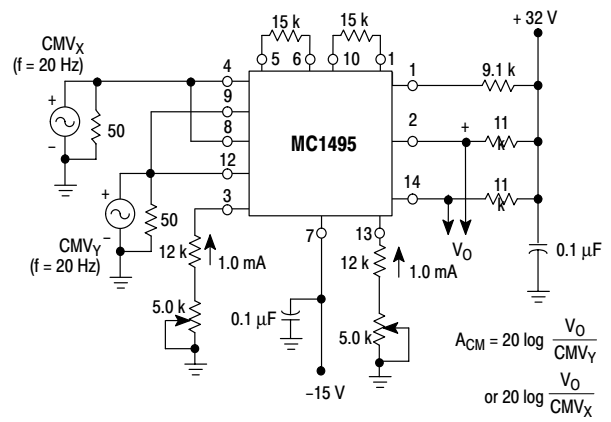 15 k
15 k
+ 32 V
CMVX
(f = 20 Hz)
4
5
6
10
1
1
9.1 k
+
−
50
9
8
MC1495
2
+
11
k
12
14
11
k
+
−
50
3
7
13
VO
CMVY
(f = 20 Hz)
12 k
1.0 mA
12 k
1.0 mA
0.1 µF
5.0 k
0.1 µF
5.0 k
−15 V
ACM = 20 log VO
CMVY
or 20 log VO
CMVX